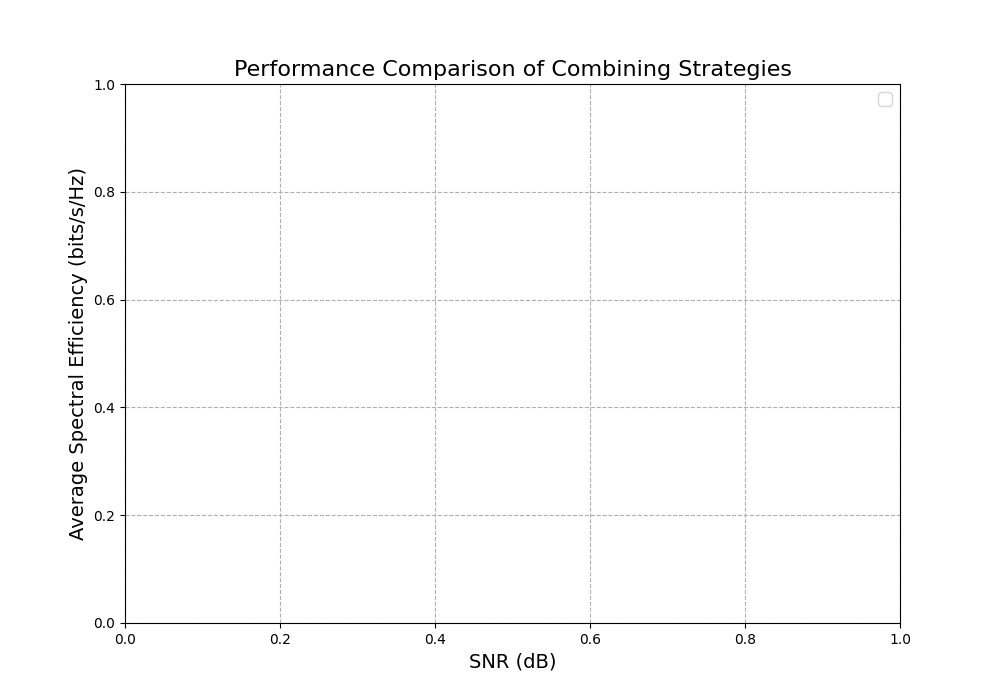 Performance Comparison of Combining Strategies
Average Spectral Efficiency (bits/s/Hz)
1.0
0.8
0.6
0.4
0.2
0.0
0.0 0.2 0.4 0.6 0.8 1.0
SNR (dB)